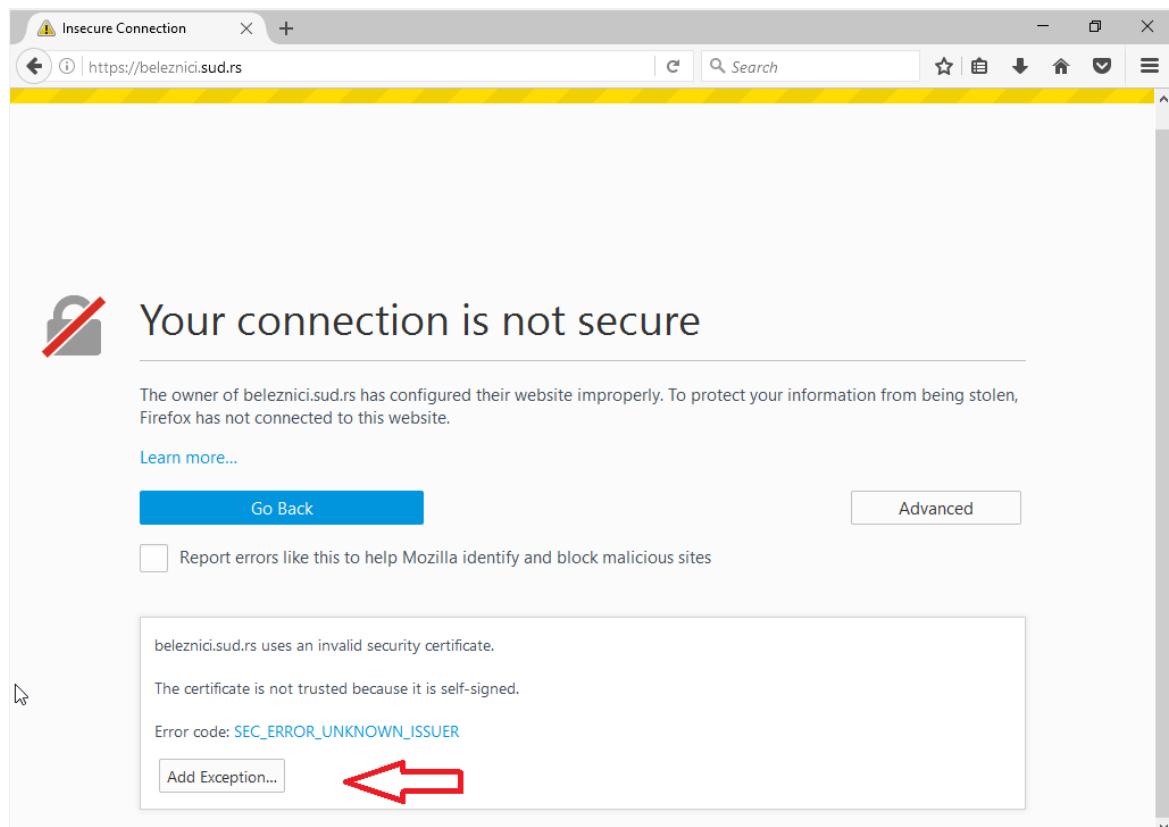 Insecure Connection
https://beleznici.sud.rs
Search
Your connection is not secure
The owner of beleznici.sud.rs has configured their website improperly. To protect your information from being stolen,
Firefox has not connected to this website.
Learn more...
Go Back
Advanced
Report errors like this to help Mozilla identify and block malicious sites
beleznici.sud.rs uses an invalid security certificate.
The certificate is not trusted because it is self-signed.
Error code: SEC_ERROR_UNKNOWN_ISSUER
Add Exception...